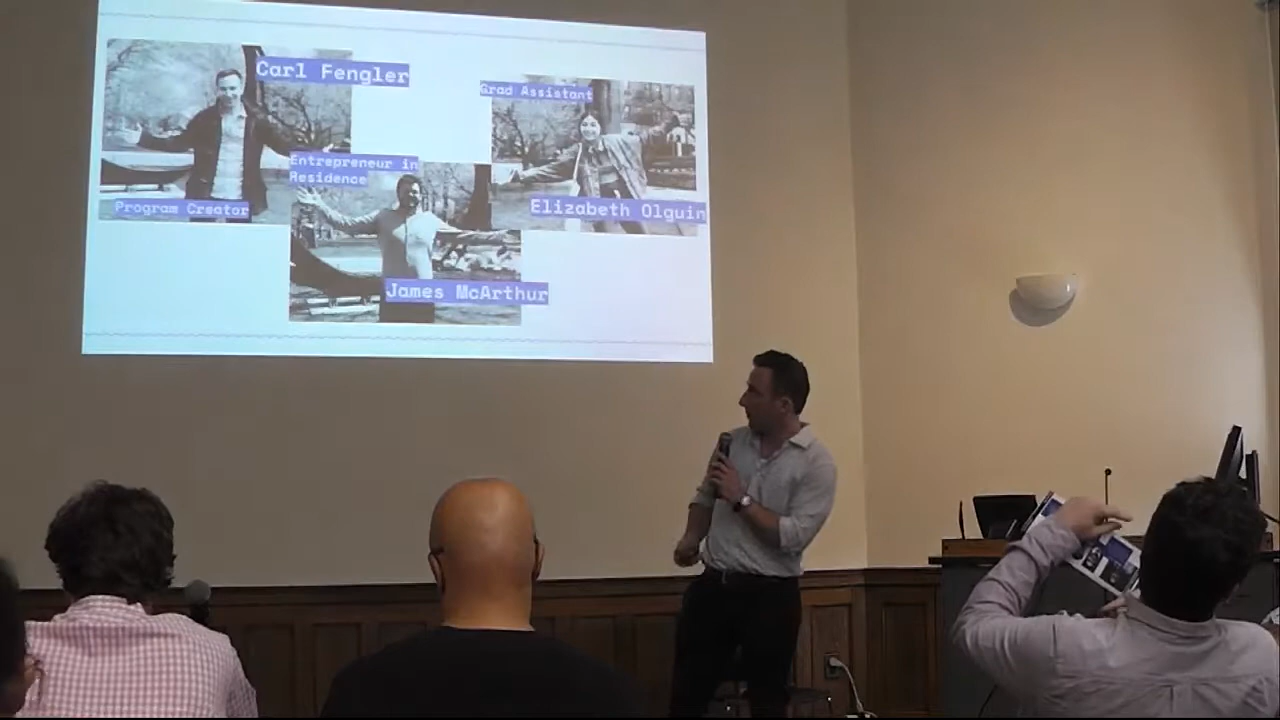 Carl Fengler
Program Creator
Entrepreneur in
Residence
James McArthur
Grad Assistant
Elizabeth Olguin